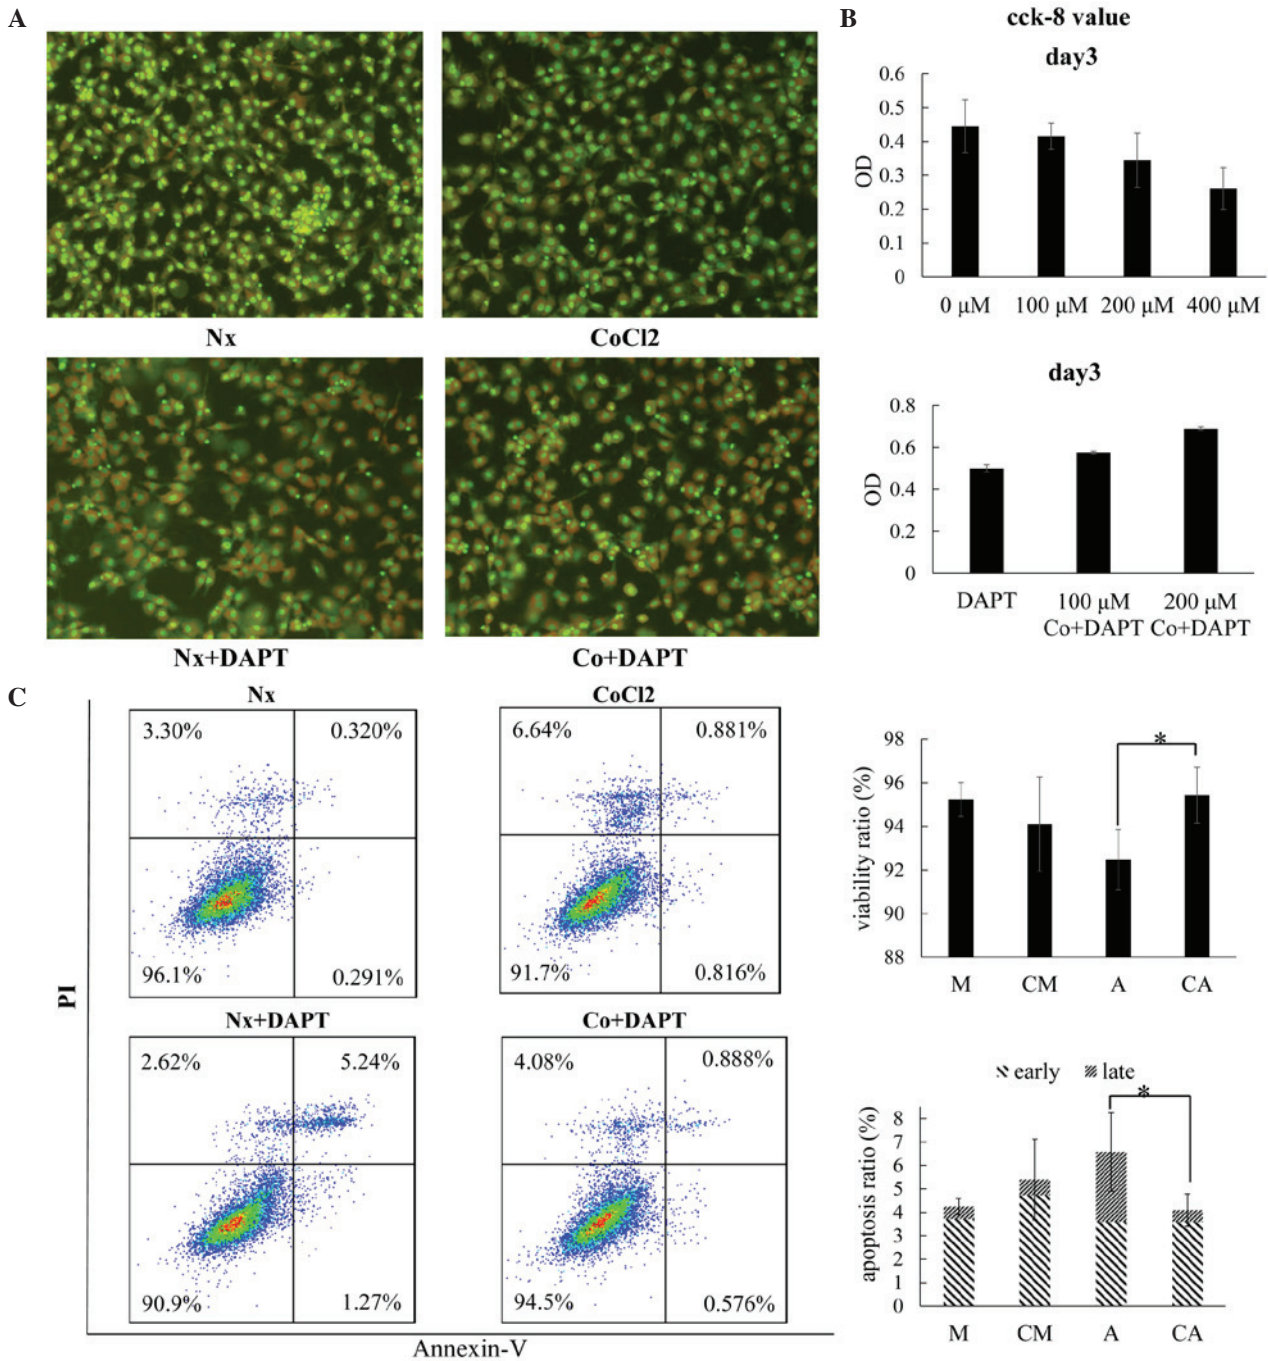 A
B
cck-8 value
day3
0.6
0.5
0.4
0.3
0.2
0.1
0
OD
0 μM 100 μM 200 μM 400 μM
Nx
CoCl2
day3
0.8
0.6
0.4
0.2
0
OD
DAPT 100 μM 200 μM
Co+DAPT Co+DAPT
Nx+DAPT
Co+DAPT
C
Nx
3.30% 0.320%
96.1% 0.291%
CoCl2
6.64% 0.881%
91.7% 0.816%
98
96
94
92
90
88
viability ratio (%)
*
M CM A CA
PI
Nx+DAPT
2.62% 5.24%
90.9% 1.27%
Co+DAPT
4.08% 0.888%
94.5% 0.576%
Annexin-V
early late
*
8
7
6
5
4
3
2
1
0
apoptosis ratio (%)
M CM A CA